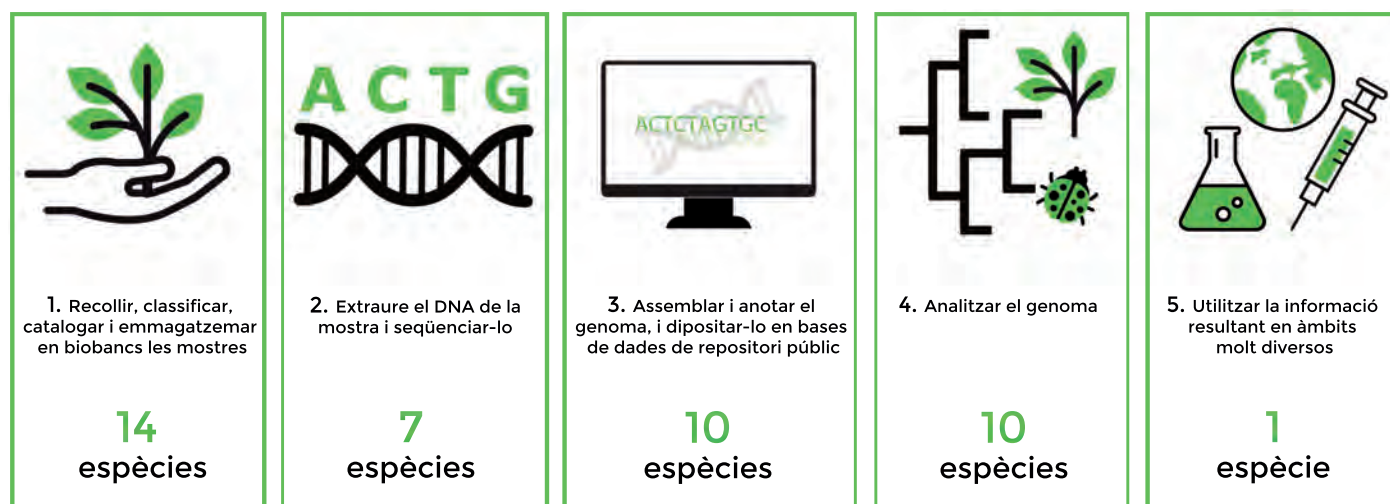 A C T G
ACTCTAGTGC
1. Recollir, classificar,
catalogar i emmagatzemar
en biobancs les mostres
2. Extraure el DNA de la
mostra i seqüenciar-lo
3. Assemblar i anotar el
genoma, i dipositar-lo en bases
de dades de repositori públic
4. Analitzar el genoma
5. Utilitzar la informació
resultant en àmbits
molt diversos
14
espècies
7
espècies
10
espècies
10
espècies
1
espècie